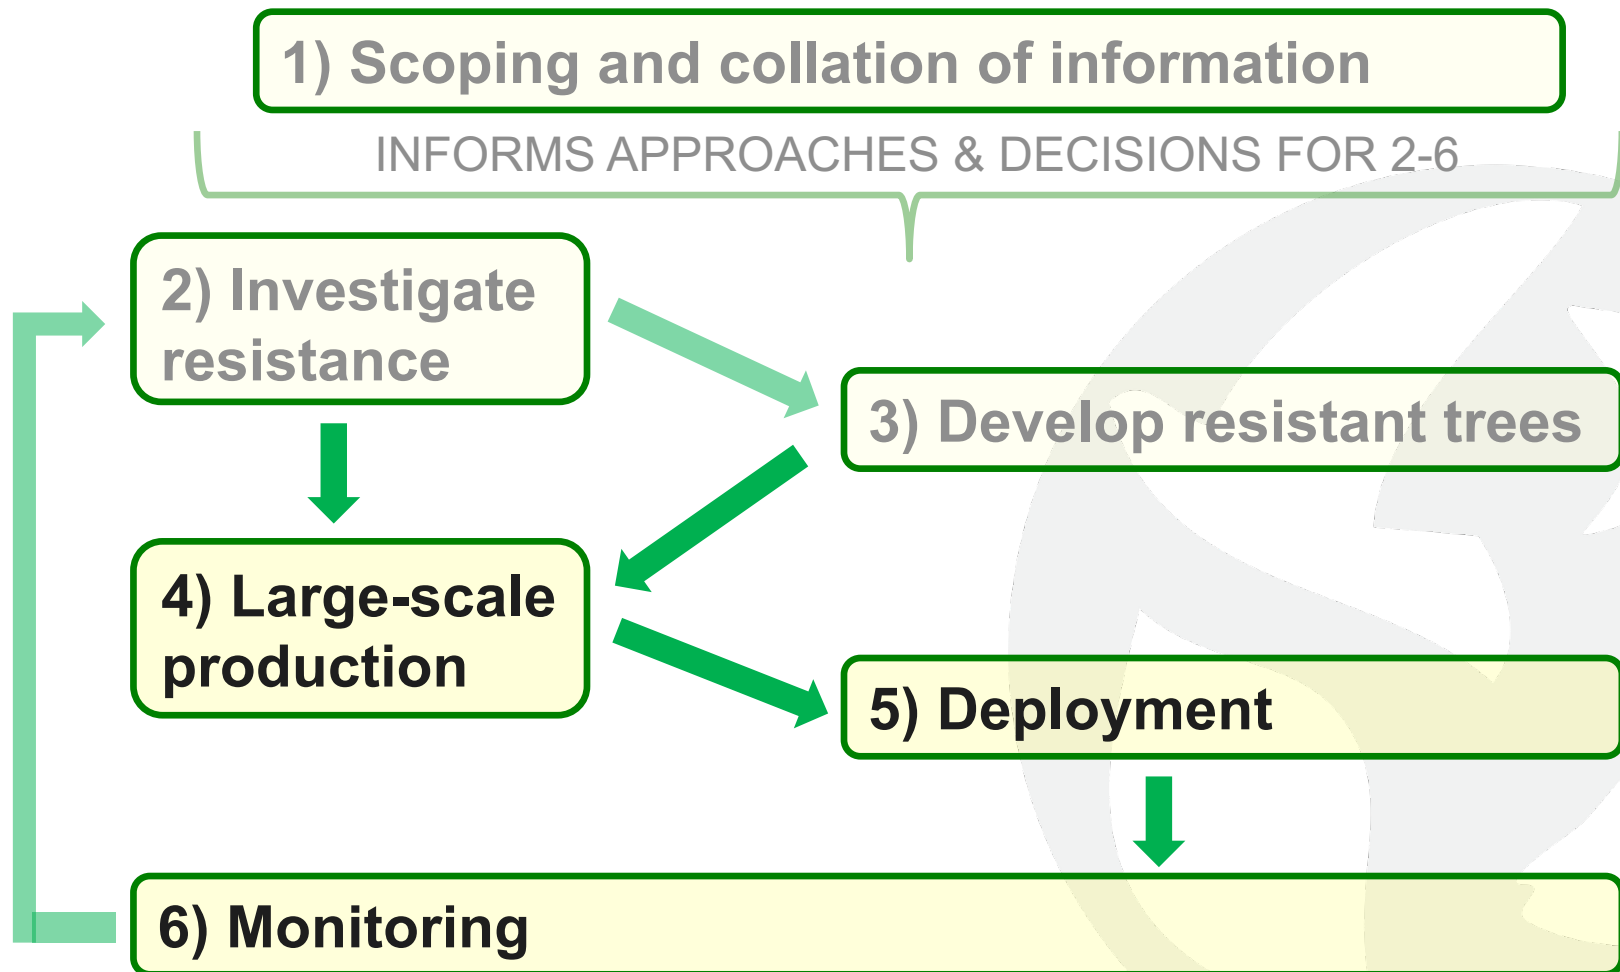 1) Scoping and collation of information
INFORMS APPROACHES & DECISIONS FOR 2-6
2) Investigate
resistance
3) Develop resistant trees
4) Large-scale
production
5) Deployment
6) Monitoring